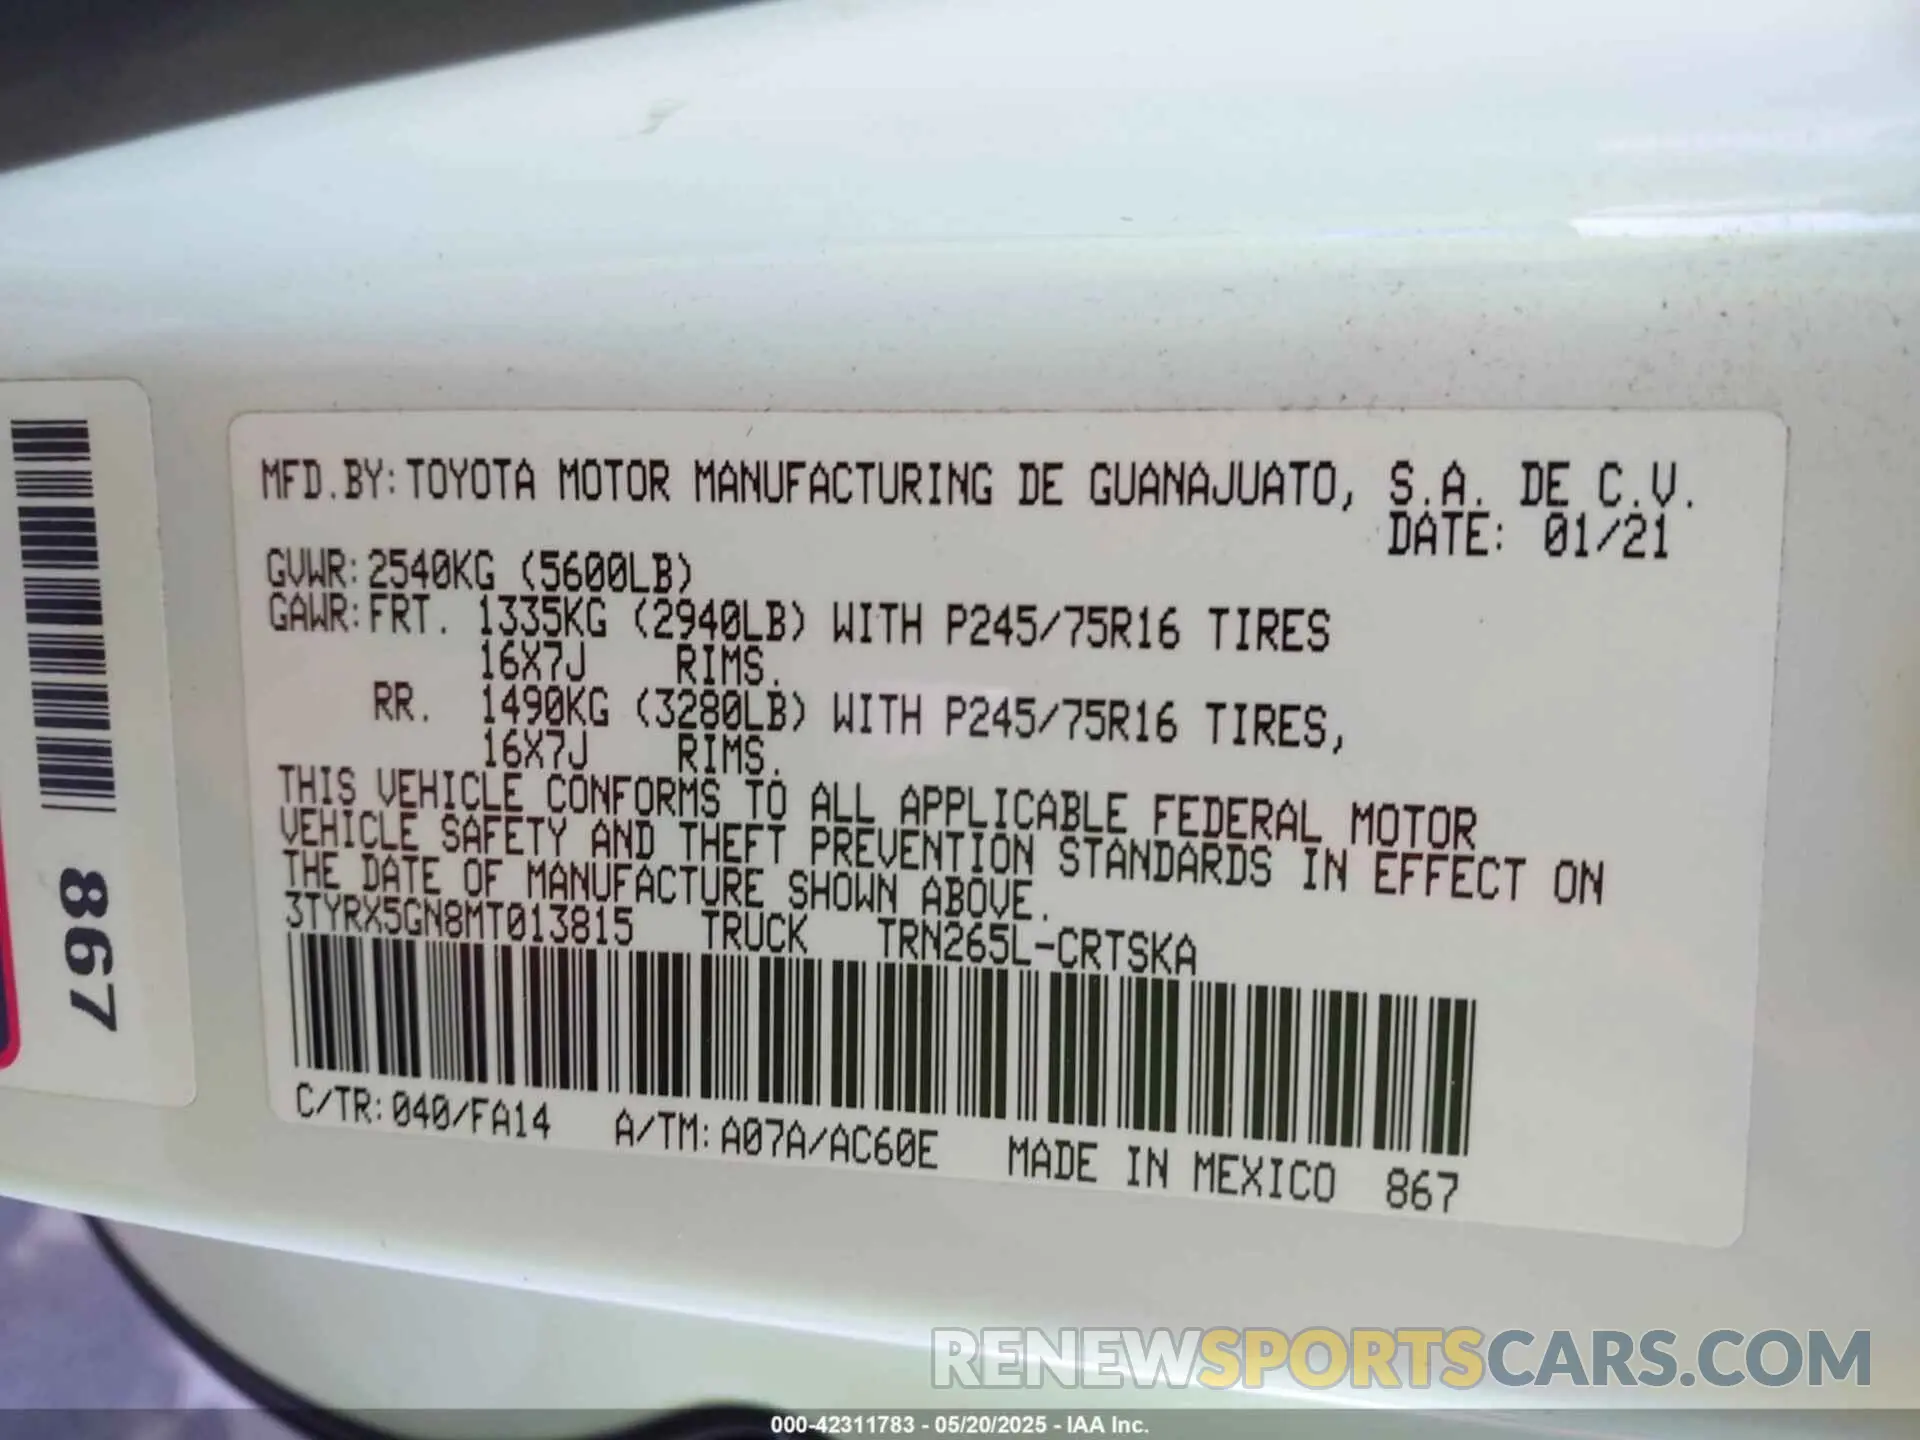 MFD.BY: TOYOTA MOTOR MANUFACTURING DE GUANAJUATO, S.A. DE C.V.
DATE: 01/21
GVWR: 2540KG (5600LB)
GAWR: FRT. 1335KG (2940LB) WITH P245/75R16 TIRES
16X7J RIMS.
RR. 1490KG (3280LB) WITH P245/75R16 TIRES,
16X7J RIMS.
THIS VEHICLE CONFORMS TO ALL APPLICABLE FEDERAL MOTOR
VEHICLE SAFETY AND THEFT PREVENTION STANDARDS IN EFFECT ON
THE DATE OF MANUFACTURE SHOWN ABOVE.
3TYRX5GN8MT013815 TRUCK TRN265L-CRTSKA
C/TR: 040/FA14 A/TM: A07A/AC60E MADE IN MEXICO 867
867
RENEWSPORTSCARS.COM
000-42311783 - 05/20/2025 - IAA Inc.